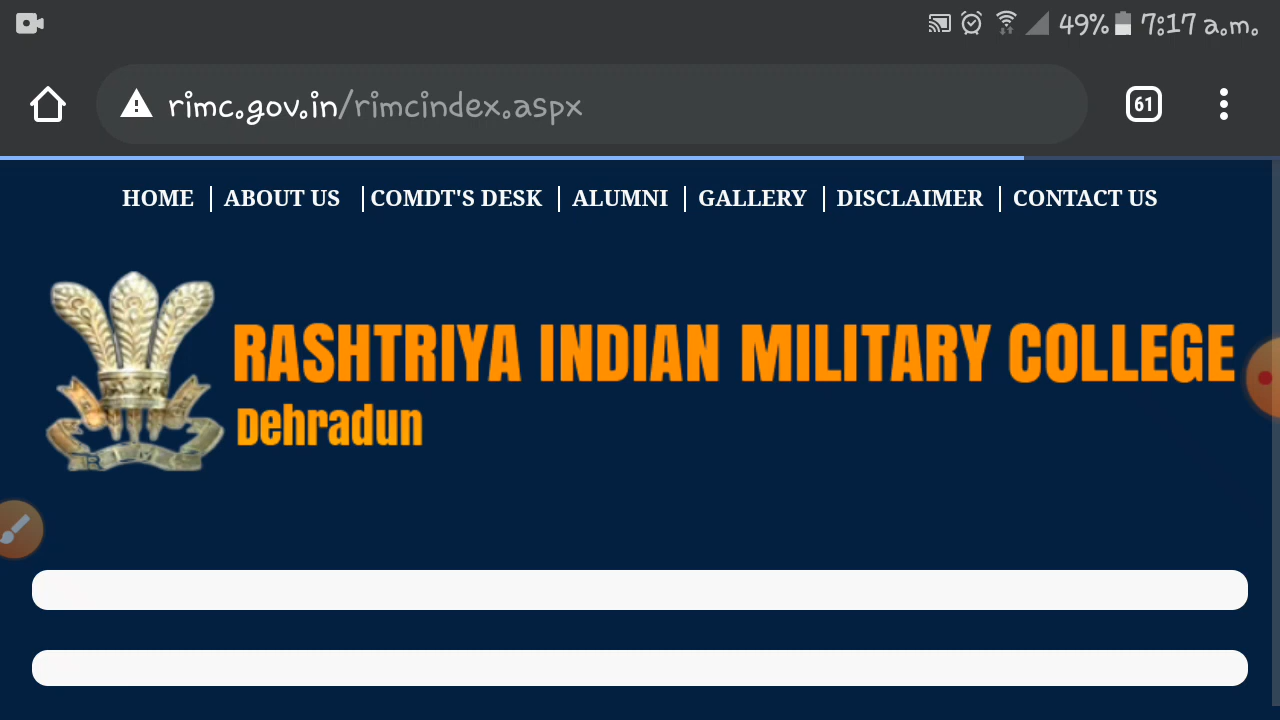 49% 7:17 a.m.
rimc.gov.in/rimcindex.aspx 61
HOME ABOUT US COMDT'S DESK ALUMNI GALLERY DISCLAIMER CONTACT US
RASHTRIYA INDIAN MILITARY COLLEGE
Dehradun